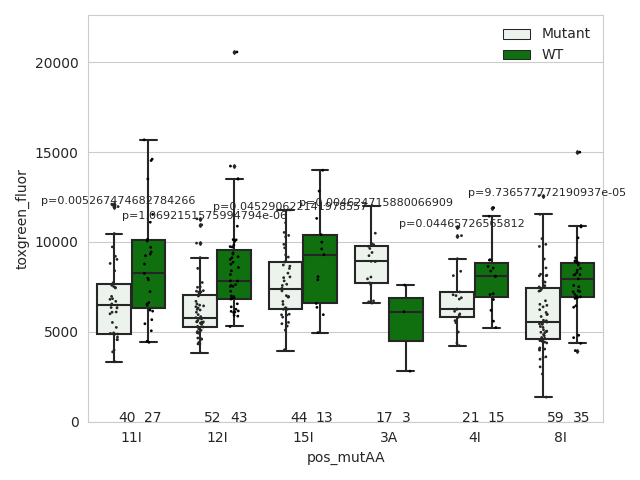 Mutant
WT
20000
15000
10000
5000
0
toxgreen_fluor
p=0.005267474682784266
p=1.0692151575994794e-06
p=0.004624715880066909
p=0.04465726565812
p=9.736577772190937e-05
40 27
52 43
44 13
17 3
21 15
59 35
11I
12I
15I
3A
4I
8I
pos_mutAA